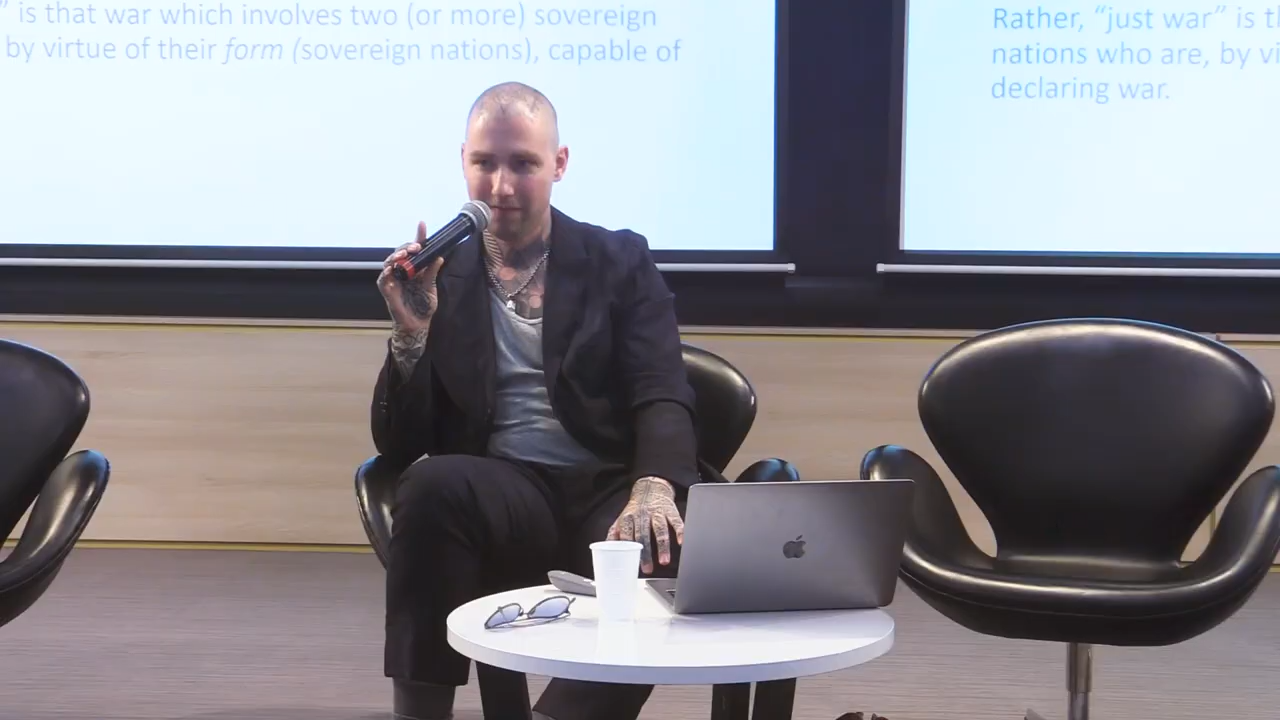 ” is that war which involves two (or more) sovereign
by virtue of their form (sovereign nations), capable of
Rather, “just war” is
nations who are, by
declaring war.